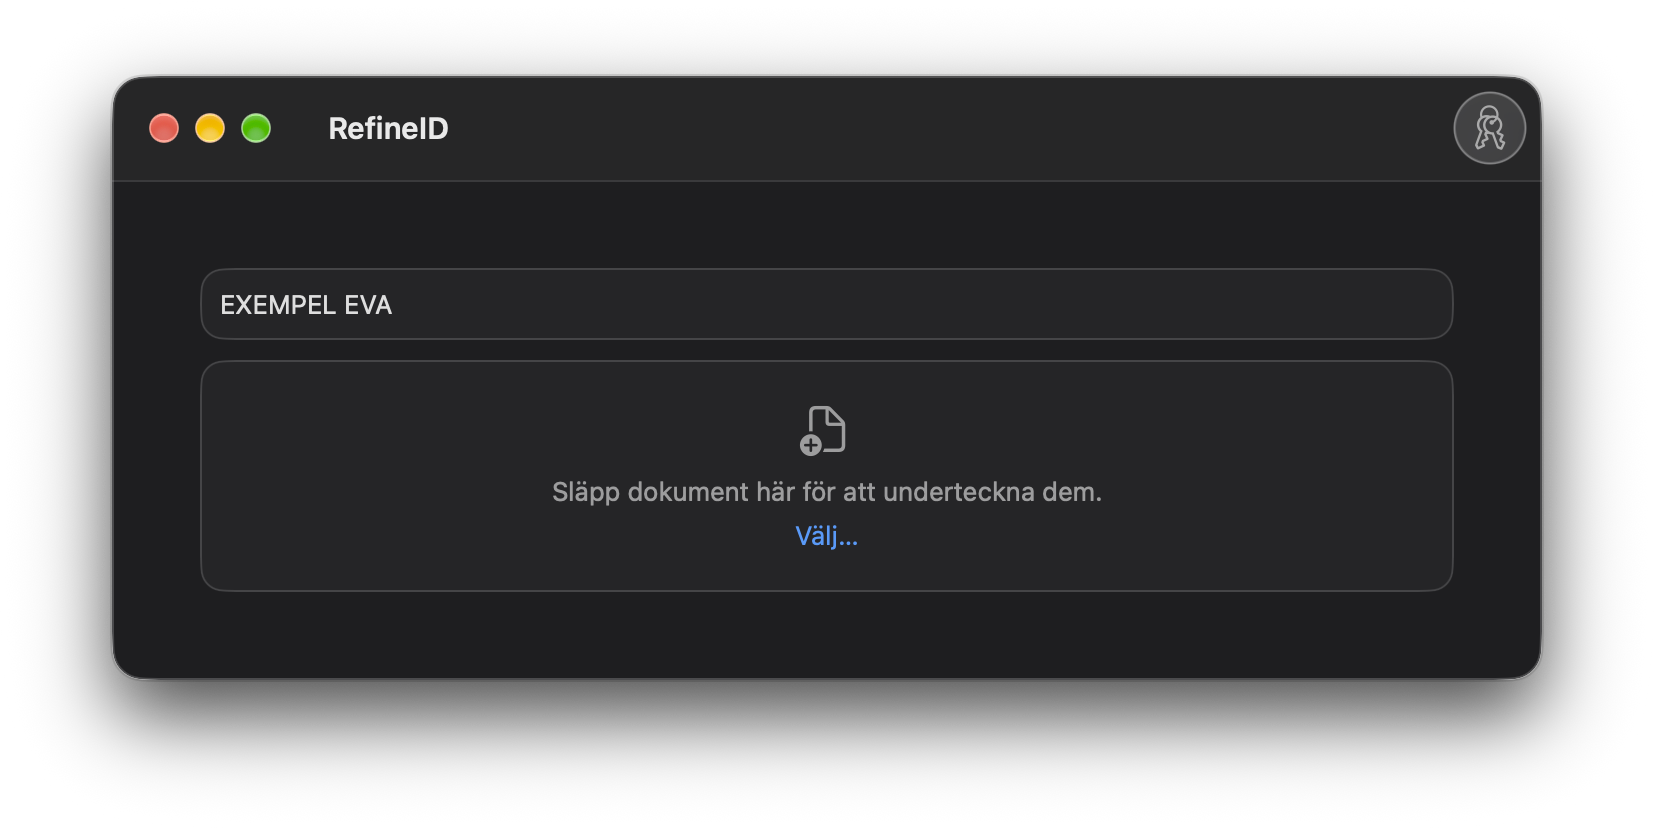 RefineID
EXEMPEL EVA
Släpp dokument här för att underteckna dem.
Välj...